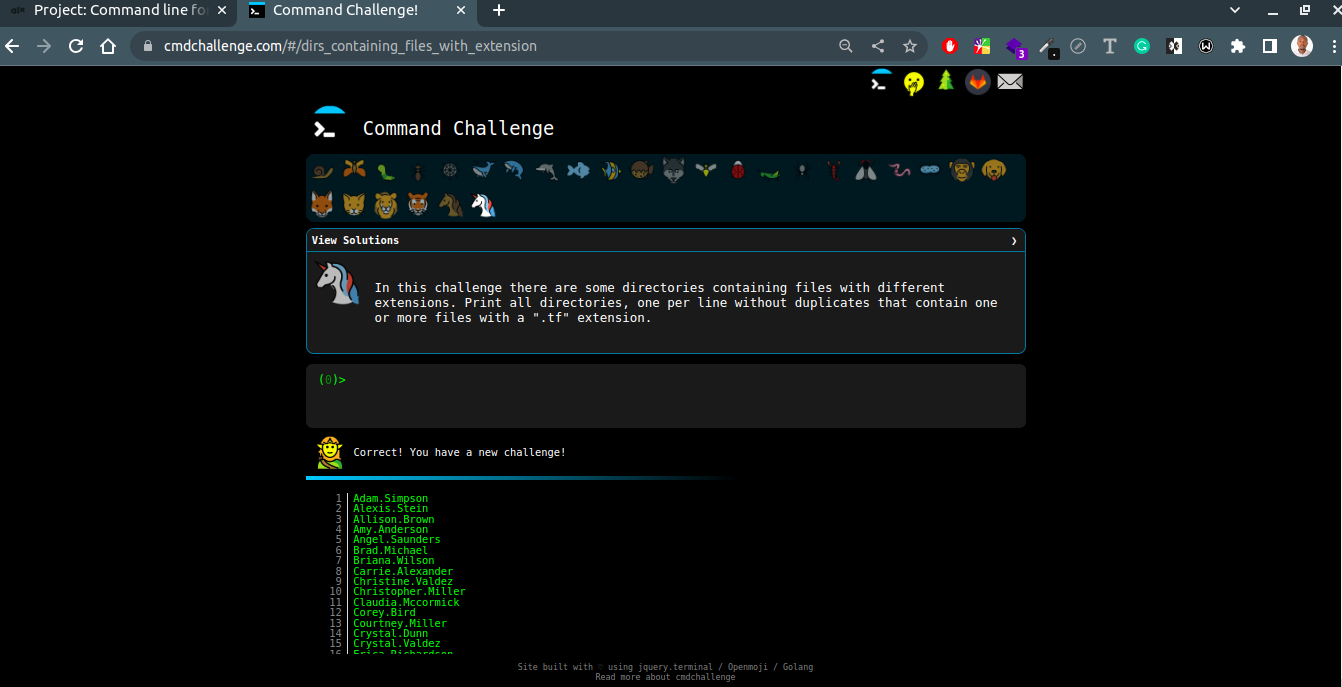 Project: Command line fo
Command Challenge!
cmdchallenge.com/#/dirs_containing_files_with_extension
3
Command Challenge
View Solutions
In this challenge there are some directories containing files with different
extensions. Print all directories, one per line without duplicates that contain one
or more files with a ".tf" extension.
(0)>
Correct! You have a new challenge!
1 Adam.Simpson
2 Alexis.Stein
3 Allison.Brown
4 Amy.Anderson
5 Angel.Saunders
6 Brad.Michael
7 Briana.Wilson
8 Carrie.Alexander
9 Christine.Valdez
10 Christopher.Miller
11 Claudia.Mccormick
12 Corey.Bird
13 Courtney.Miller
14 Crystal.Dunn
15 Crystal.Valdez
16 Erica.Richardson
Site built with ♡ using jquery.terminal / Openmoji / Golang
Read more about cmdchallenge